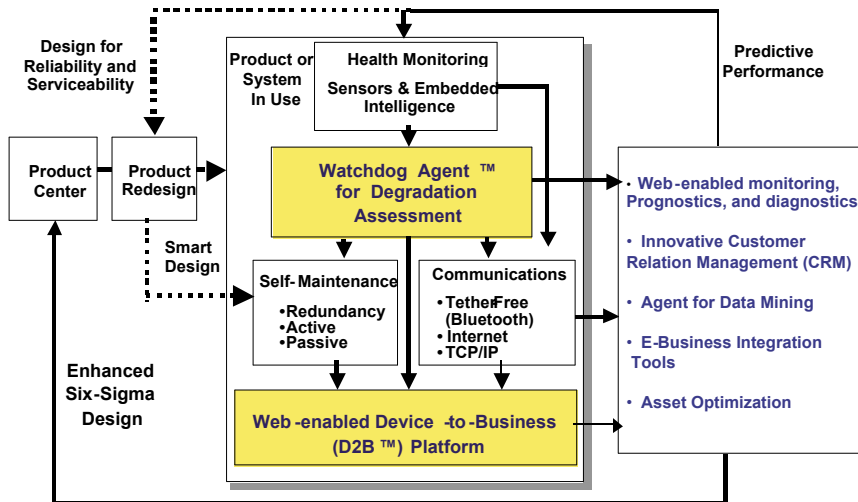 Design for
Reliability and
Serviceability
Product or
System
In Use
Health Monitoring
Sensors & Embedded
Intelligence
Predictive
Performance
Product
Center
Product
Redesign
Watchdog Agent ™
for Degradation
Assessment
Smart
Design
Self-Maintenance
•Redundancy
•Active
•Passive
Communications
•Tether-Free
(Bluetooth)
•Internet
•TCP/IP
• Web-enabled monitoring,
Prognostics, and diagnostics
• Innovative Customer
Relation Management (CRM)
• Agent for Data Mining
• E-Business Integration
Tools
• Asset Optimization
Enhanced
Six-Sigma
Design
Web-enabled Device-to-Business
(D2B ™) Platform